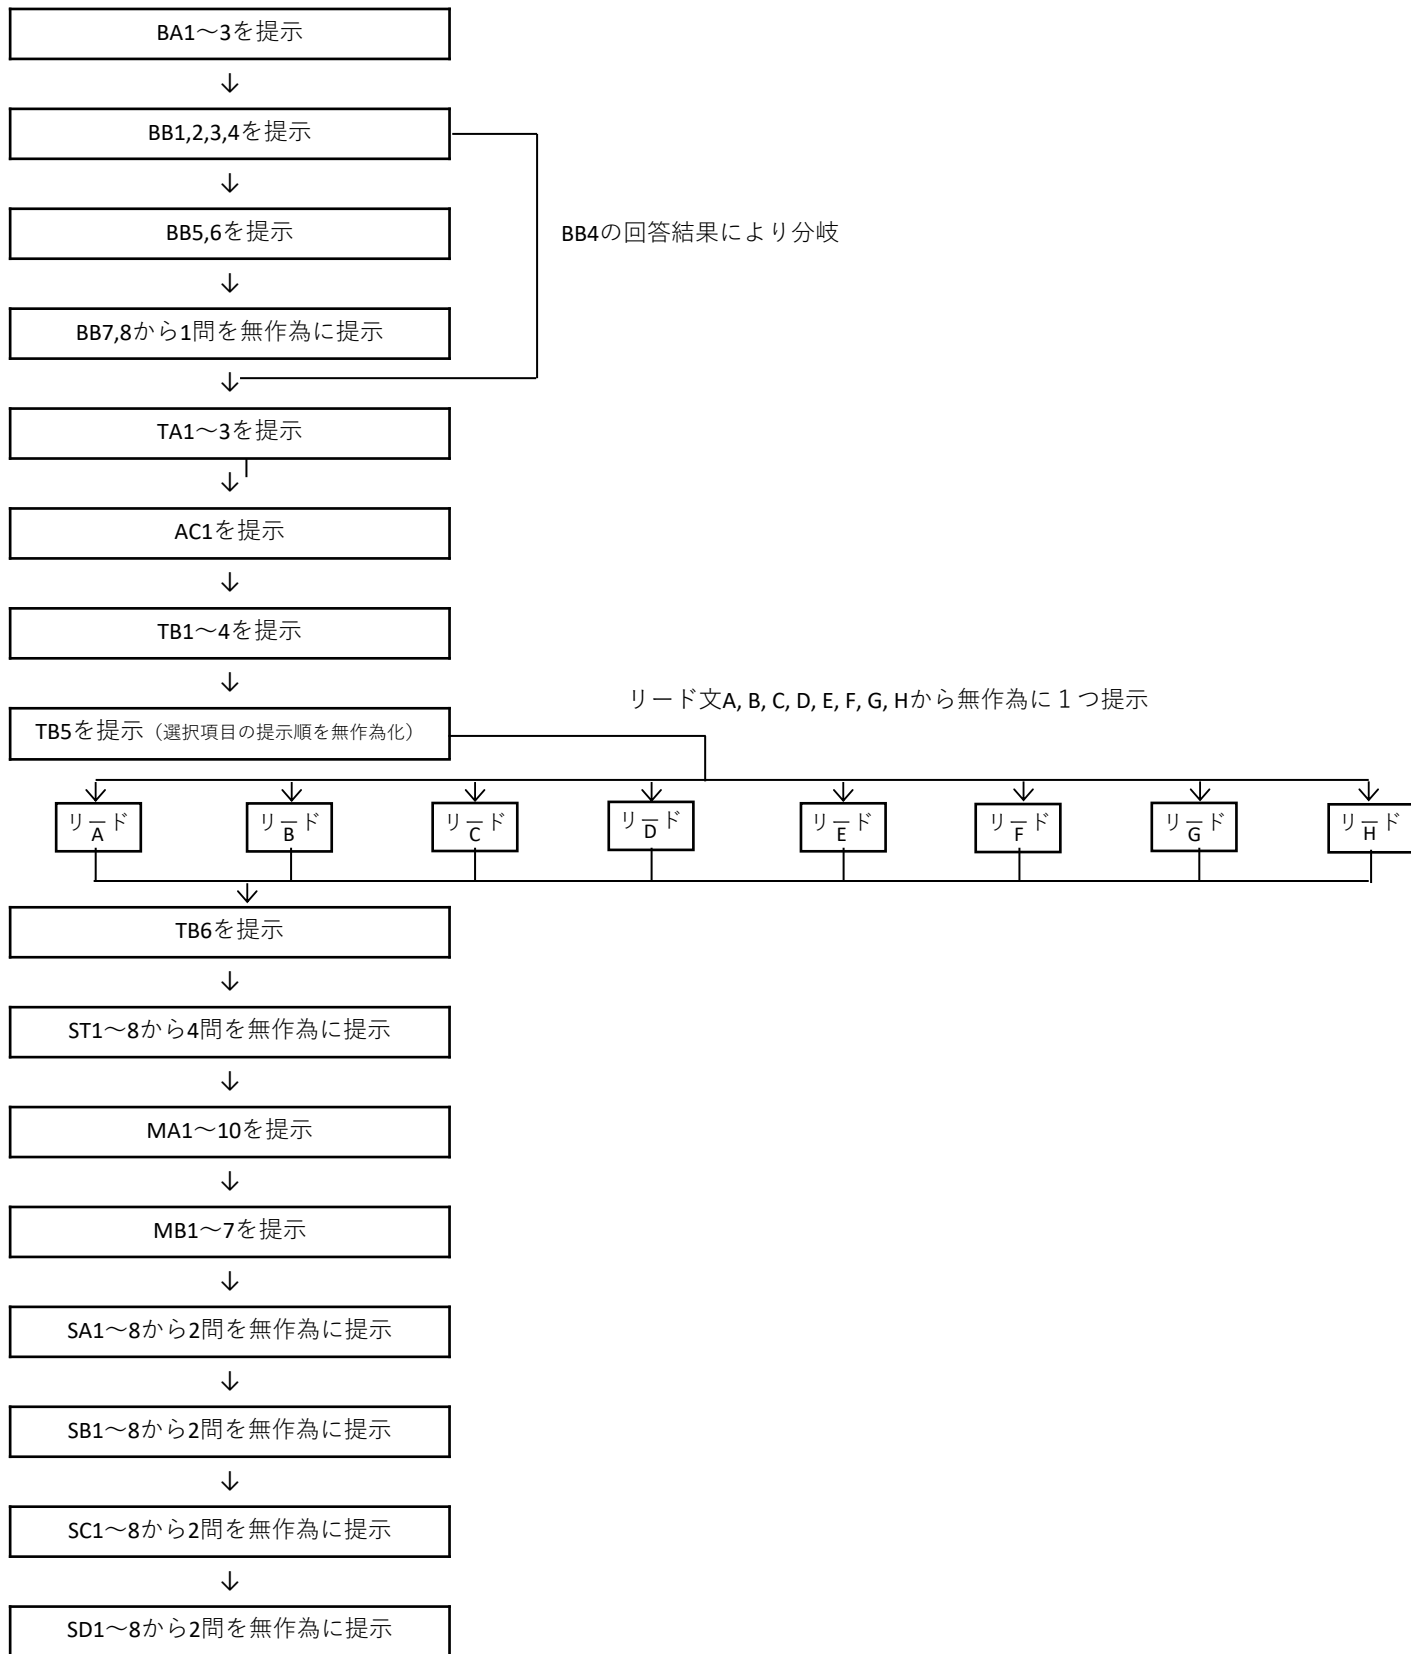 BA1～3を提示
↓
BB1,2,3,4を提示
↓
BB5,6を提示
BB4の回答結果により分岐
↓
BB7,8から1問を無作為に提示
↓
TA1～3を提示
↓
AC1を提示
↓
TB1～4を提示
↓
リード文A, B, C, D, E, F, G, Hから無作為に１つ提示
TB5を提示（選択項目の提示順を無作為化）
リード
A
リード
B
リード
C
リード
D
リード
E
リード
F
リード
G
リード
H
TB6を提示
↓
ST1～8から4問を無作為に提示
↓
MA1～10を提示
↓
MB1～7を提示
↓
SA1～8から2問を無作為に提示
↓
SB1～8から2問を無作為に提示
↓
SC1～8から2問を無作為に提示
↓
SD1～8から2問を無作為に提示